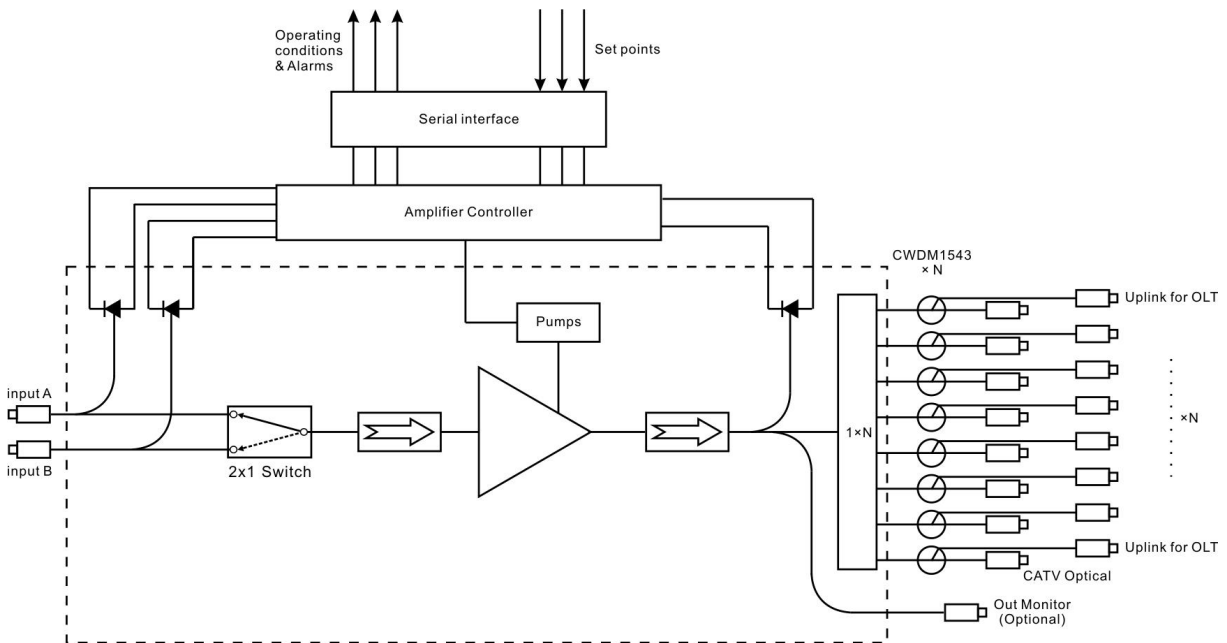 Operating
conditions
& Alarms
Set points
Serial interface
Amplifier Controller
CWDM1543
× N
Uplink for OLT
Pumps
input A
×N
1×N
input B
2x1 Switch
Uplink for OLT
CATV Optical
Out Monitor
(Optional)